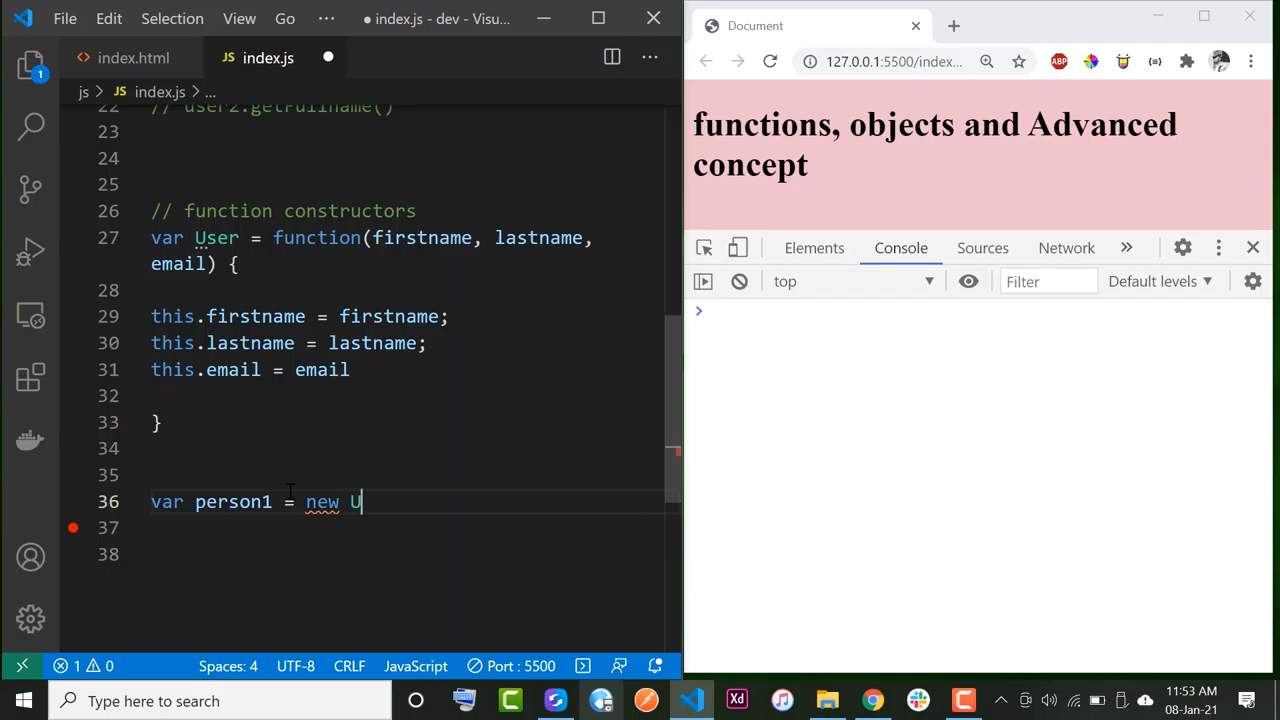 File Edit Selection View Go ··· ● index.js - dev - Visu...
index.html JS index.js ● ···
js > JS index.js > ...
22 // user2.getFullname()
23
24
25
26 // function constructors
27 var User = function(firstname, lastname,
email) {
28
29 this.firstname = firstname;
30 this.lastname = lastname;
31 this.email = email
32
33 }
34
35
36 var person1 = new U
37
38
1
1 0 Spaces: 4 UTF-8 CRLF JavaScript Port : 5500
Document
127.0.0.1:5500/index... ABP
functions, objects and Advanced
concept
Elements Console Sources Network »
top Filter Default levels
>
Type here to search Xd 11:53 AM
08-Jan-21